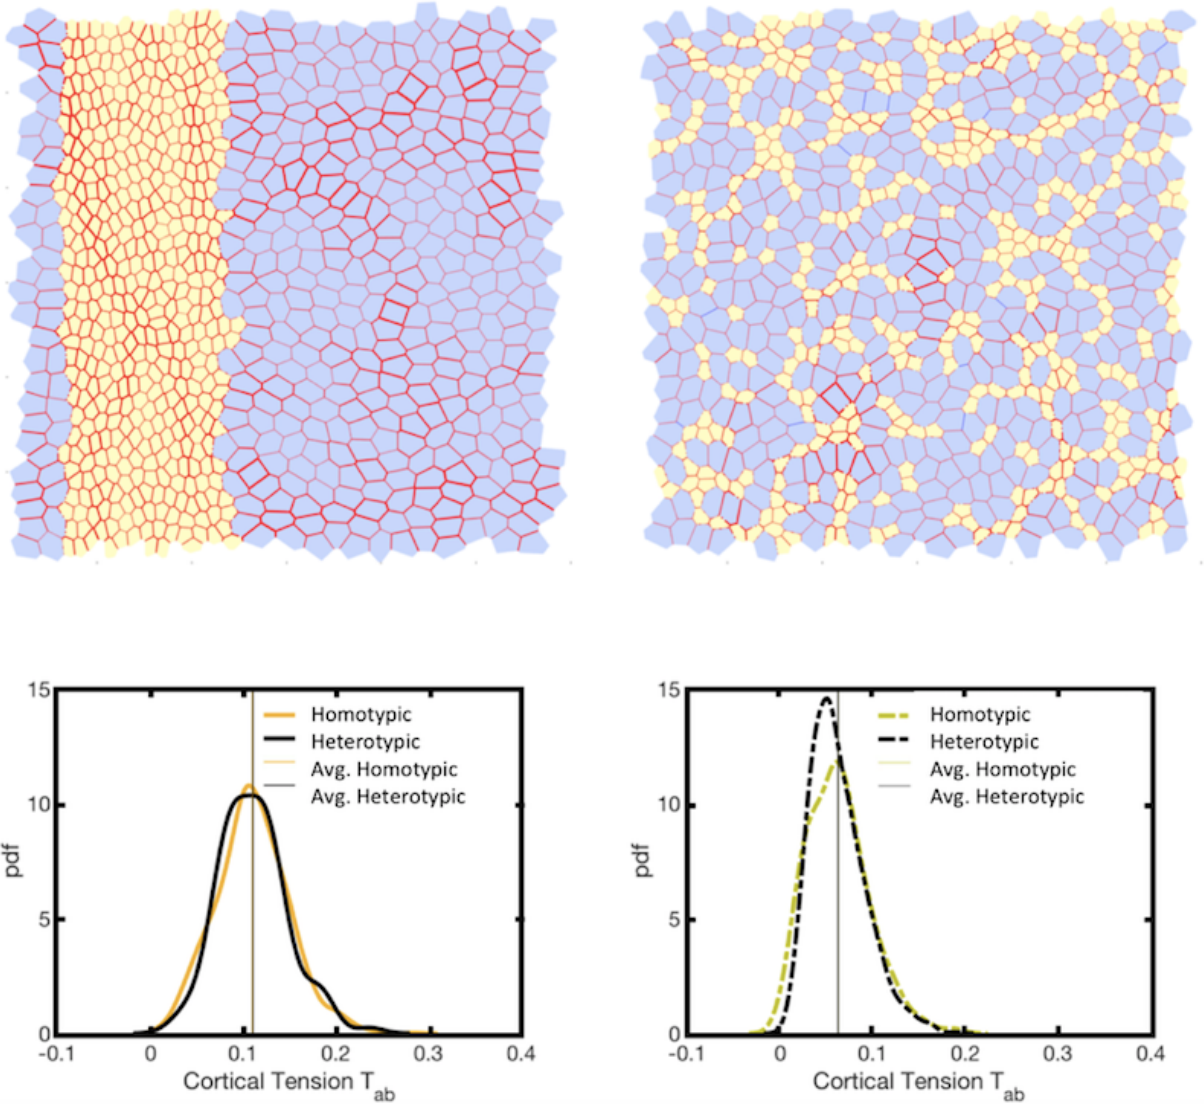 15
10
5
0
pdf
Homotypic
Heterotypic
Avg. Homotypic
Avg. Heterotypic
-0.1 0 0.1 0.2 0.3 0.4
Cortical Tension T_ab
15
10
5
0
pdf
Homotypic
Heterotypic
Avg. Homotypic
Avg. Heterotypic
-0.1 0 0.1 0.2 0.3 0.4
Cortical Tension T_ab